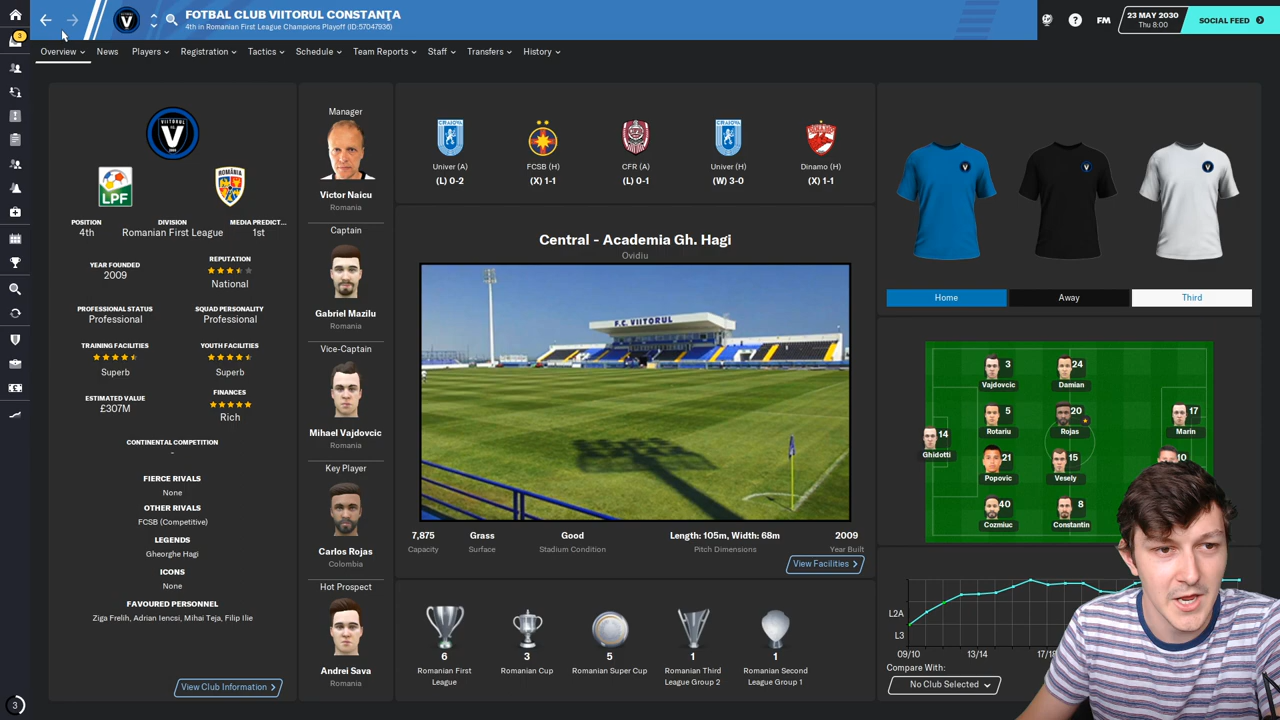 FOTBAL CLUB VIITORUL CONSTANȚA
4th in Romanian First League Champions Playoff (ID:57047936)
3
23 MAY 2030
Thu 8:00
SOCIAL FEED
FM
Overview
News
Players
Registration
Tactics
Schedule
Team Reports
Staff
Transfers
History
VIITORUL
LPF
ROMÂNIA
POSITION
4th
DIVISION
Romanian First League
MEDIA PREDICT...
1st
YEAR FOUNDED
2009
REPUTATION
National
PROFESSIONAL STATUS
Professional
SQUAD PERSONALITY
Professional
TRAINING FACILITIES
Superb
YOUTH FACILITIES
Superb
ESTIMATED VALUE
£307M
FINANCES
Rich
CONTINENTAL COMPETITION
-
FIERCE RIVALS
None
OTHER RIVALS
FCSB (Competitive)
LEGENDS
Gheorghe Hagi
ICONS
None
FAVOURED PERSONNEL
Ziga Frelih, Adrian Iencsi, Mihai Teja, Filip Ilie
View Club Information
3
Manager
Victor Naicu
Romania
Captain
Gabriel Mazilu
Romania
Vice-Captain
Mihael Vajdovcic
Romania
Key Player
Carlos Rojas
Colombia
Hot Prospect
Andrei Sava
Romania
Univer (A)
(L) 0-2
FCSB (H)
(X) 1-1
CFR (A)
(L) 0-1
Univer (H)
(W) 3-0
Dinamo (H)
(X) 1-1
Central - Academia Gh. Hagi
Ovidiu
F.C. VIITORUL
7,875
Capacity
Grass
Surface
Good
Stadium Condition
Length: 105m, Width: 68m
Pitch Dimensions
2009
Year Built
View Facilities
6
Romanian First
League
3
Romanian Cup
5
Romanian Super Cup
1
Romanian Third
League Group 2
1
Romanian Second
League Group 1
Home
Away
Third
3
Vajdovcic
24
Damian
5
Rotariu
20
Rojas
17
Marin
14
Ghidotti
21
Popovic
15
Vesely
10
40
Cozmiuc
8
Constantin
L2A
L3
09/10
13/14
Compare With:
No Club Selected